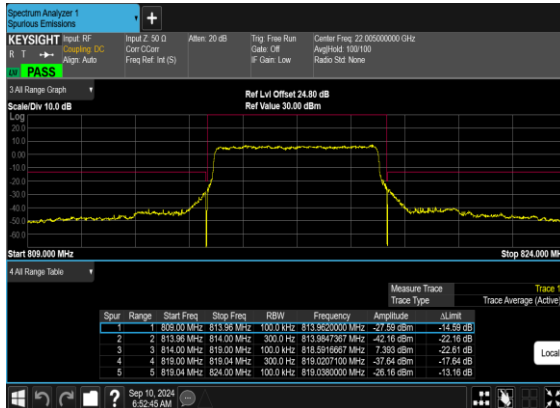 Spectrum Analyzer 1
Spurious Emissions
+
KEYSIGHT Input: RF Input Z: 50 Ω Atten: 20 dB Trig: Free Run Center Freq: 22.005000000 GHz
R T Coupling: DC Corr CCorr Gate: Off Avg|Hold: 100/100
Align: Auto Freq Ref: Int (S) IF Gain: Low Radio Std: None
PASS
3 All Range Graph
Ref Lvl Offset 24.80 dB
Scale/Div 10.0 dB Ref Value 30.00 dBm
Log
20.0
10.0
0.00
-10.0
-20.0
-30.0
-40.0
-50.0
-60.0
Start 809.000 MHz Stop 824.000 MH
4 All Range Table
Measure Trace Trace 1
Trace Type Trace Average (Active)
Spur Range Start Freq Stop Freq RBW Frequency Amplitude ΔLimit
1 1 809.00 MHz 813.96 MHz 100.0 kHz 813.9620000 MHz -27.59 dBm -14.59 dB
2 2 813.96 MHz 814.00 MHz 300.0 Hz 813.9847367 MHz -42.16 dBm -22.16 dB
3 3 814.00 MHz 819.00 MHz 100.0 kHz 818.5916667 MHz 7.393 dBm -22.61 dB
4 4 819.00 MHz 819.04 MHz 300.0 Hz 819.0207100 MHz -37.64 dBm -17.64 dB
5 5 819.04 MHz 824.00 MHz 100.0 kHz 819.0380000 MHz -26.16 dBm -13.16 dB
Local
?
Sep 10, 2024
6:52:45 AM